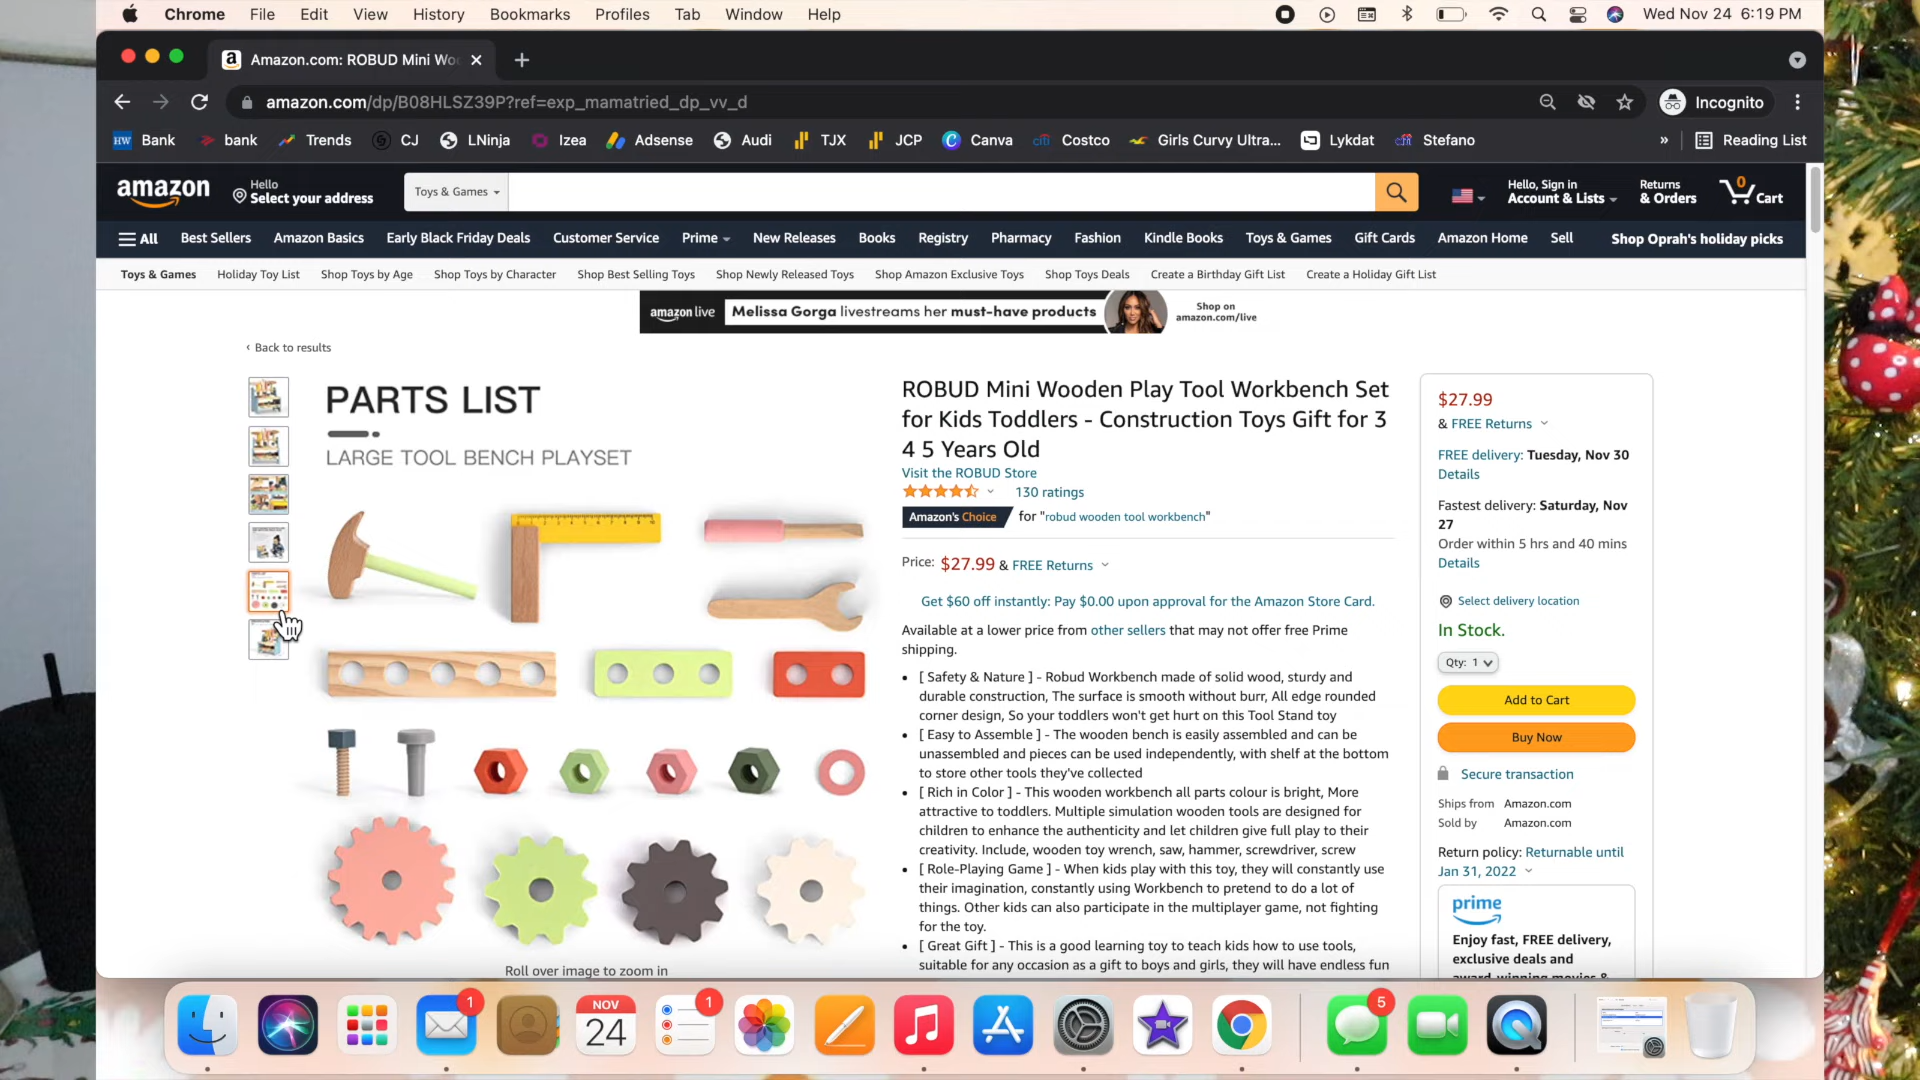 Chrome File Edit View History Bookmarks Profiles Tab Window Help Wed Nov 24 6:19 PM
Amazon.com: ROBUD Mini Wo
amazon.com/dp/B08HLSZ39P?ref=exp_mamatried_dp_vv_d Incognito
HW Bank bank Trends CJ LNinja Izea Adsense Audi TJX JCP Canva citi Costco Girls Curvy Ultra... Lykdat citi Stefano » Reading List
amazon Hello Select your address Toys & Games Hello, Sign in Account & Lists Returns & Orders 0 Cart
All Best Sellers Amazon Basics Early Black Friday Deals Customer Service Prime New Releases Books Registry Pharmacy Fashion Kindle Books Toys & Games Gift Cards Amazon Home Sell Shop Oprah's holiday picks
Toys & Games Holiday Toy List Shop Toys by Age Shop Toys by Character Shop Best Selling Toys Shop Newly Released Toys Shop Amazon Exclusive Toys Shop Toys Deals Create a Birthday Gift List Create a Holiday Gift List
amazon live Melissa Gorga livestreams her must-have products Shop on amazon.com/live
‹ Back to results
PARTS LIST
LARGE TOOL BENCH PLAYSET
Roll over image to zoom in
ROBUD Mini Wooden Play Tool Workbench Set
for Kids Toddlers - Construction Toys Gift for 3
4 5 Years Old
Visit the ROBUD Store
130 ratings
Amazon's Choice for "robud wooden tool workbench"
Price: $27.99 & FREE Returns
Get $60 off instantly: Pay $0.00 upon approval for the Amazon Store Card.
Available at a lower price from other sellers that may not offer free Prime
shipping.
• [ Safety & Nature ] - Robud Workbench made of solid wood, sturdy and
durable construction, The surface is smooth without burr, All edge rounded
corner design, So your toddlers won't get hurt on this Tool Stand toy
• [ Easy to Assemble ] - The wooden bench is easily assembled and can be
unassembled and pieces can be used independently, with shelf at the bottom
to store other tools they've collected
• [ Rich in Color ] - This wooden workbench all parts colour is bright, More
attractive to toddlers. Multiple simulation wooden tools are designed for
children to enhance the authenticity and let children give full play to their
creativity. Include, wooden toy wrench, saw, hammer, screwdriver, screw
• [ Role-Playing Game ] - When kids play with this toy, they will constantly use
their imagination, constantly using Workbench to pretend to do a lot of
things. Other kids can also participate in the multiplayer game, not fighting
for the toy.
• [ Great Gift ] - This is a good learning toy to teach kids how to use tools,
suitable for any occasion as a gift to boys and girls, they will have endless fun
$27.99
& FREE Returns
FREE delivery: Tuesday, Nov 30
Details
Fastest delivery: Saturday, Nov
27
Order within 5 hrs and 40 mins
Details
Select delivery location
In Stock.
Qty: 1
Add to Cart
Buy Now
Secure transaction
Ships from Amazon.com
Sold by Amazon.com
Return policy: Returnable until
Jan 31, 2022
prime
Enjoy fast, FREE delivery,
exclusive deals and
award-winning movies &
1 NOV 24 1 5